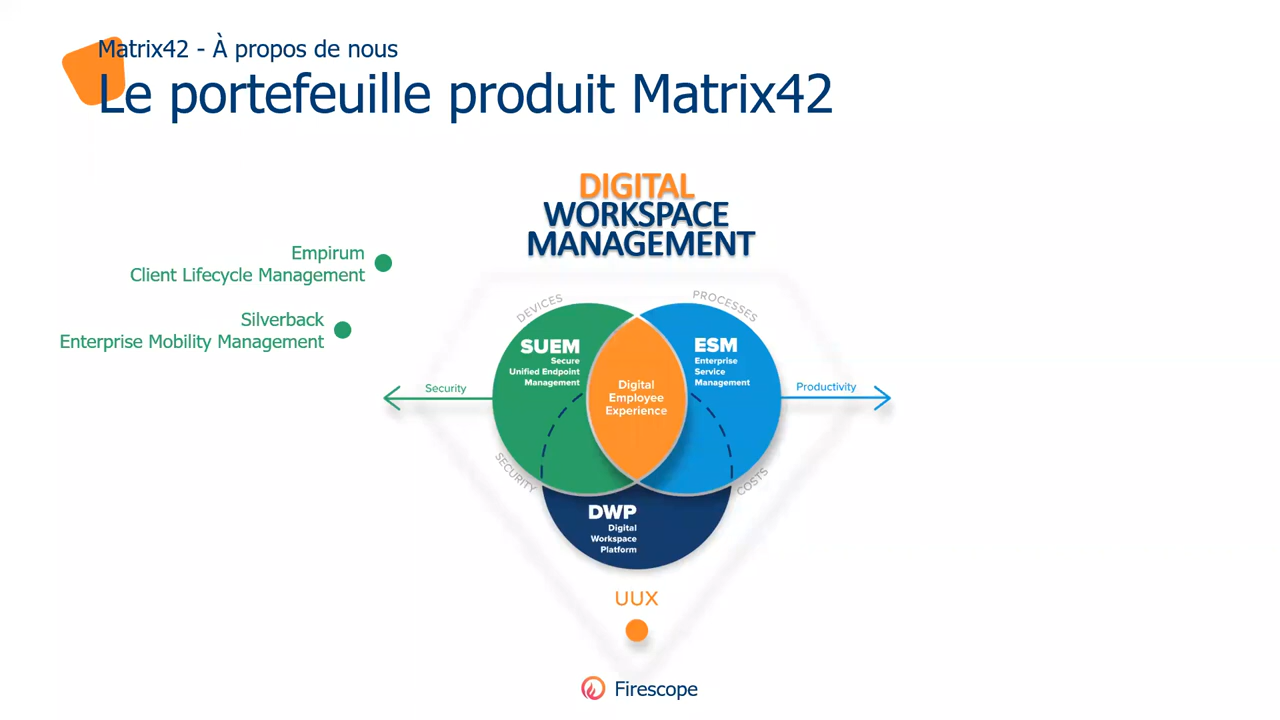 Matrix42 - À propos de nous
Le portefeuille produit Matrix42
DIGITAL
WORKSPACE
MANAGEMENT
Empirum
Client Lifecycle Management
Silverback
Enterprise Mobility Management
DEVICES
PROCESSES
SUEM
Secure
Unified Endpoint
Management
ESM
Enterprise
Service
Management
Digital
Employee
Experience
Security
Productivity
SECURITY
COSTS
DWP
Digital
Workspace
Platform
UUX
Firescope